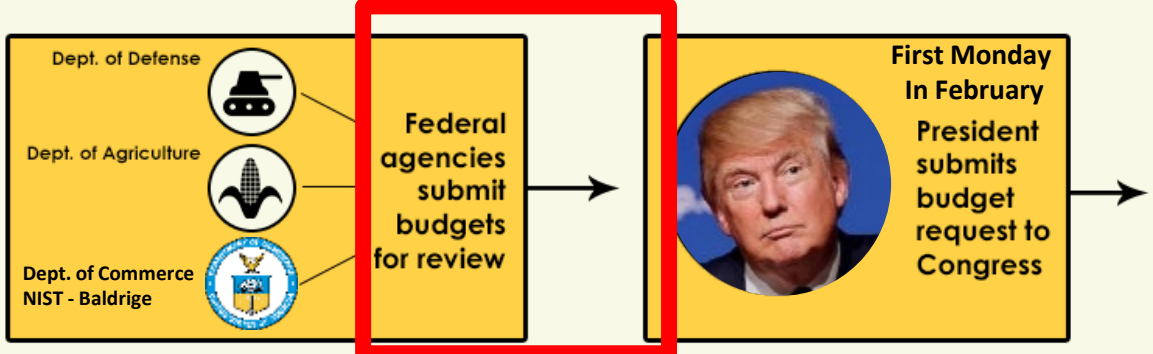 Dept. of Defense
Dept. of Agriculture
Dept. of Commerce
NIST - Baldrige
Federal
agencies
submit
budgets
for review
First Monday
In February
President
submits
budget
request to
Congress